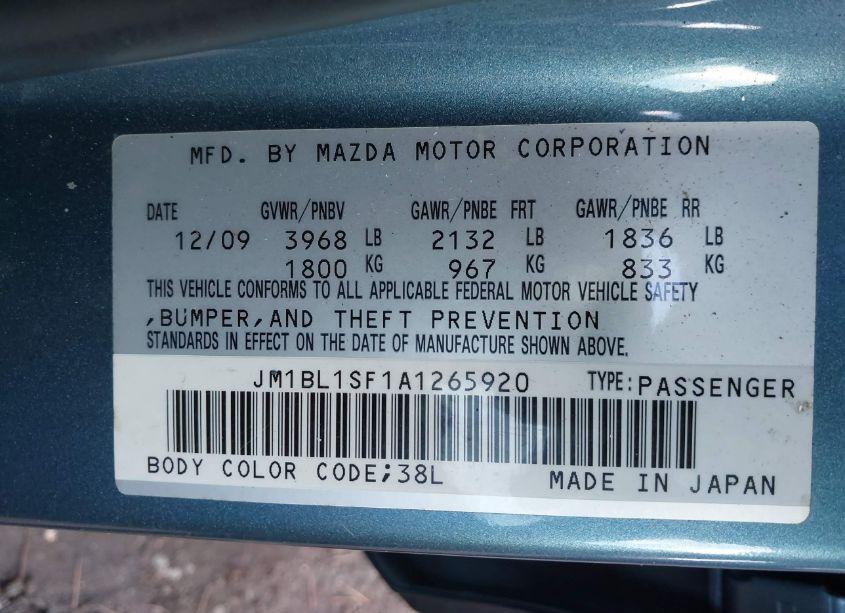 MFD. BY MAZDA MOTOR CORPORATION
DATE GVWR/PNBV GAWR/PNBE FRT GAWR/PNBE RR
12/09 3968 LB 2132 LB 1836 LB
1800 KG 967 KG 833 KG
THIS VEHICLE CONFORMS TO ALL APPLICABLE FEDERAL MOTOR VEHICLE SAFETY
,BUMPER,AND THEFT PREVENTION
STANDARDS IN EFFECT ON THE DATE OF MANUFACTURE SHOWN ABOVE.
JM1BL1SF1A1265920 TYPE:PASSENGER
BODY COLOR CODE;38L MADE IN JAPAN